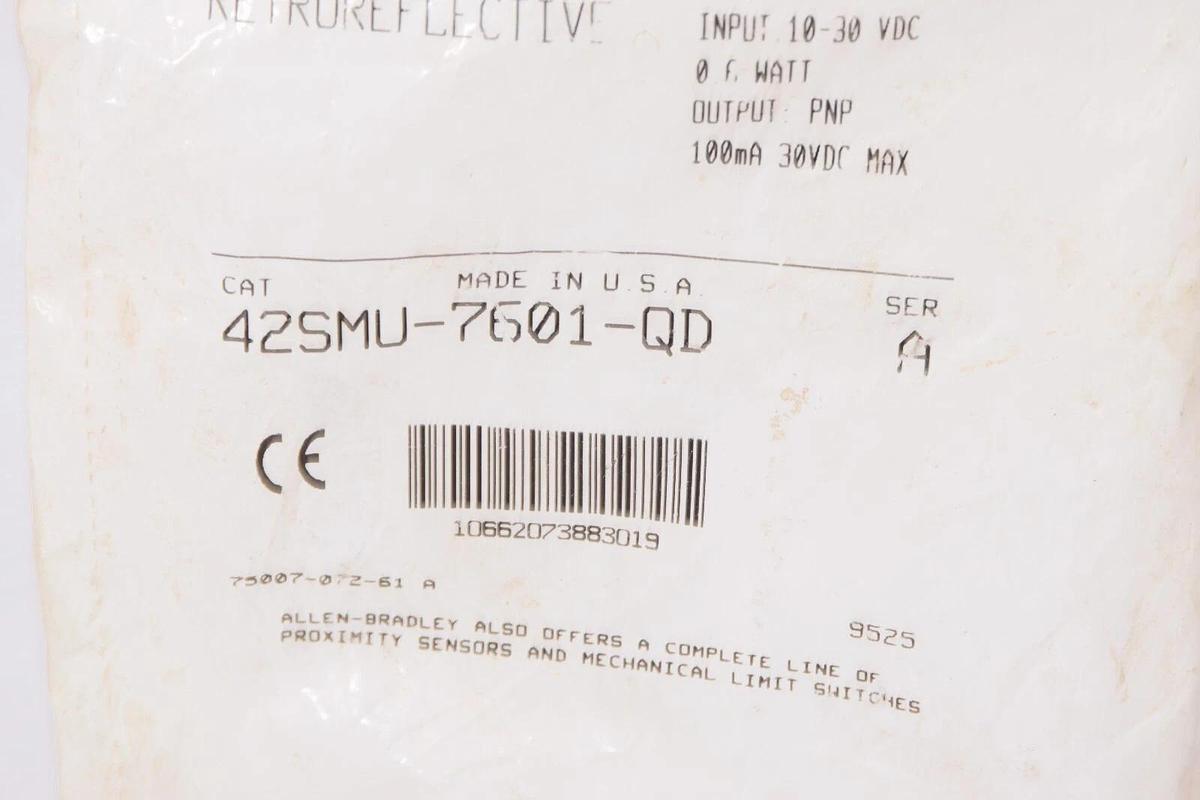 RETROREFLECTIVE
INPUT 10-30 VDC
0.6 WATT
OUTPUT: PNP
100mA 30VDC MAX
CAT MADE IN U.S.A. SER
42SMU-7601-QD A
CE
10662073883019
75007-072-61 A
9525
ALLEN-BRADLEY ALSO OFFERS A COMPLETE LINE OF
PROXIMITY SENSORS AND MECHANICAL LIMIT SWITCHES